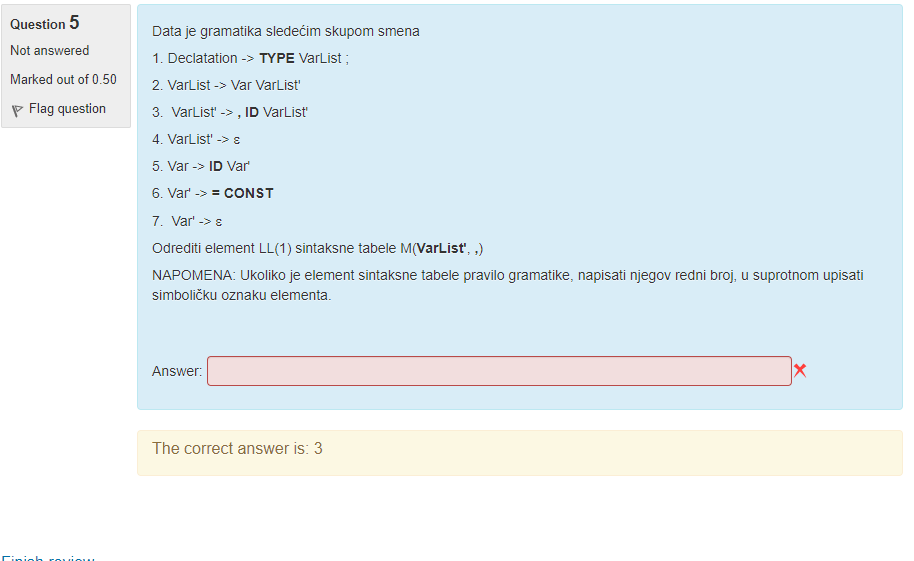 Question 5
Not answered
Marked out of 0.50
Flag question
Data je gramatika sledećim skupom smena
1. Declatation -> TYPE VarList ;
2. VarList -> Var VarList'
3. VarList' -> , ID VarList'
4. VarList' -> ε
5. Var -> ID Var'
6. Var' -> = CONST
7. Var' -> ε
Odrediti element LL(1) sintaksne tabele M(VarList', ,)
NAPOMENA: Ukoliko je element sintaksne tabele pravilo gramatike, napisati njegov redni broj, u suprotnom upisati
simboličku oznaku elementa.
Answer:
The correct answer is: 3
Finish review